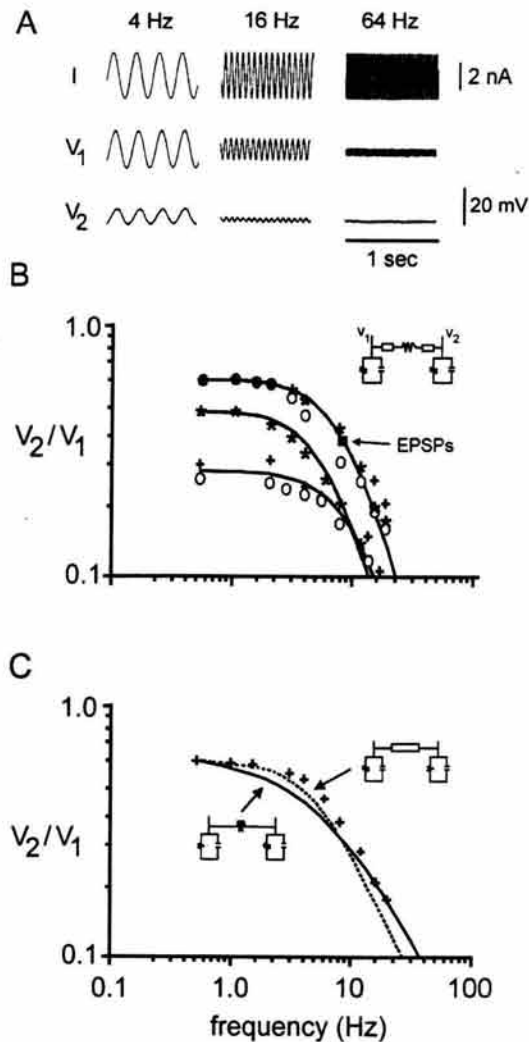 A
4 Hz 16 Hz 64 Hz
I 2 nA
V1
V2 20 mV
1 sec
B
1.0
V1 V2
V2/V1
EPSPs
0.1
C
1.0
V2/V1
0.1
0.1 1.0 10 100
frequency (Hz)